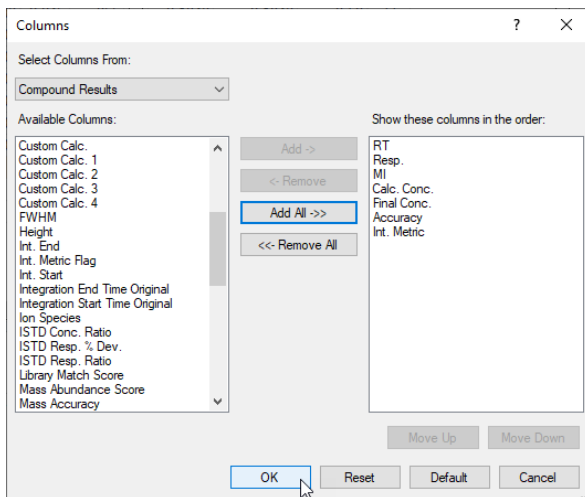 Columns
?
Select Columns From:
Compound Results
Available Columns:
Custom Calc.
Custom Calc. 1
Custom Calc. 2
Custom Calc. 3
Custom Calc. 4
FWHM
Height
Int. End
Int. Metric Flag
Int. Start
Integration End Time Original
Integration Start Time Original
Ion Species
ISTD Conc. Ratio
ISTD Resp. % Dev.
ISTD Resp. Ratio
Library Match Score
Mass Abundance Score
Mass Accuracy
Add ->
<- Remove
Add All ->>
<<- Remove All
Show these columns in the order:
RT
Resp.
MI
Calc. Conc.
Final Conc.
Accuracy
Int. Metric
Move Up
Move Down
OK
Reset
Default
Cancel